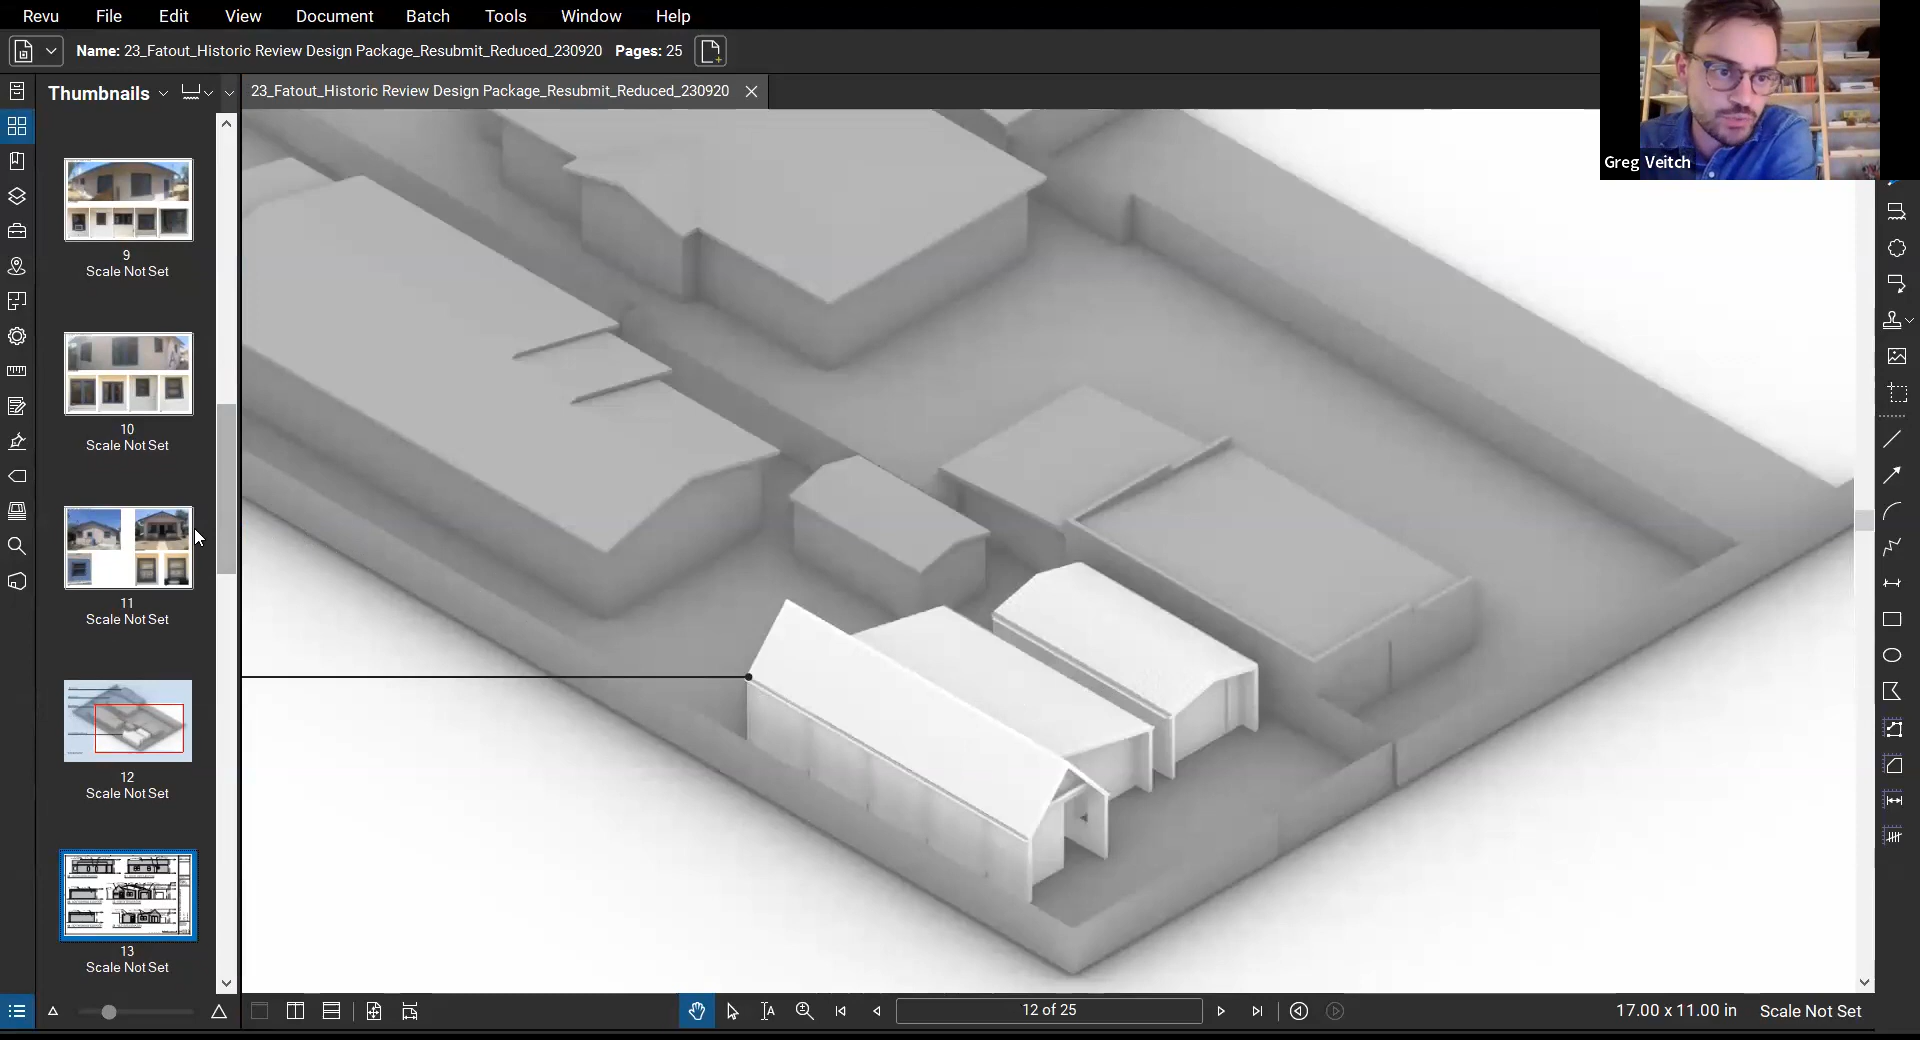 Revu File Edit View Document Batch Tools Window Help
Name: 23_Fatout_Historic Review Design Package_Resubmit_Reduced_230920 Pages: 25
Thumbnails
23_Fatout_Historic Review Design Package_Resubmit_Reduced_230920
Greg Veitch
9
Scale Not Set
10
Scale Not Set
11
Scale Not Set
12
Scale Not Set
13
Scale Not Set
12 of 25
17.00 x 11.00 in Scale Not Set